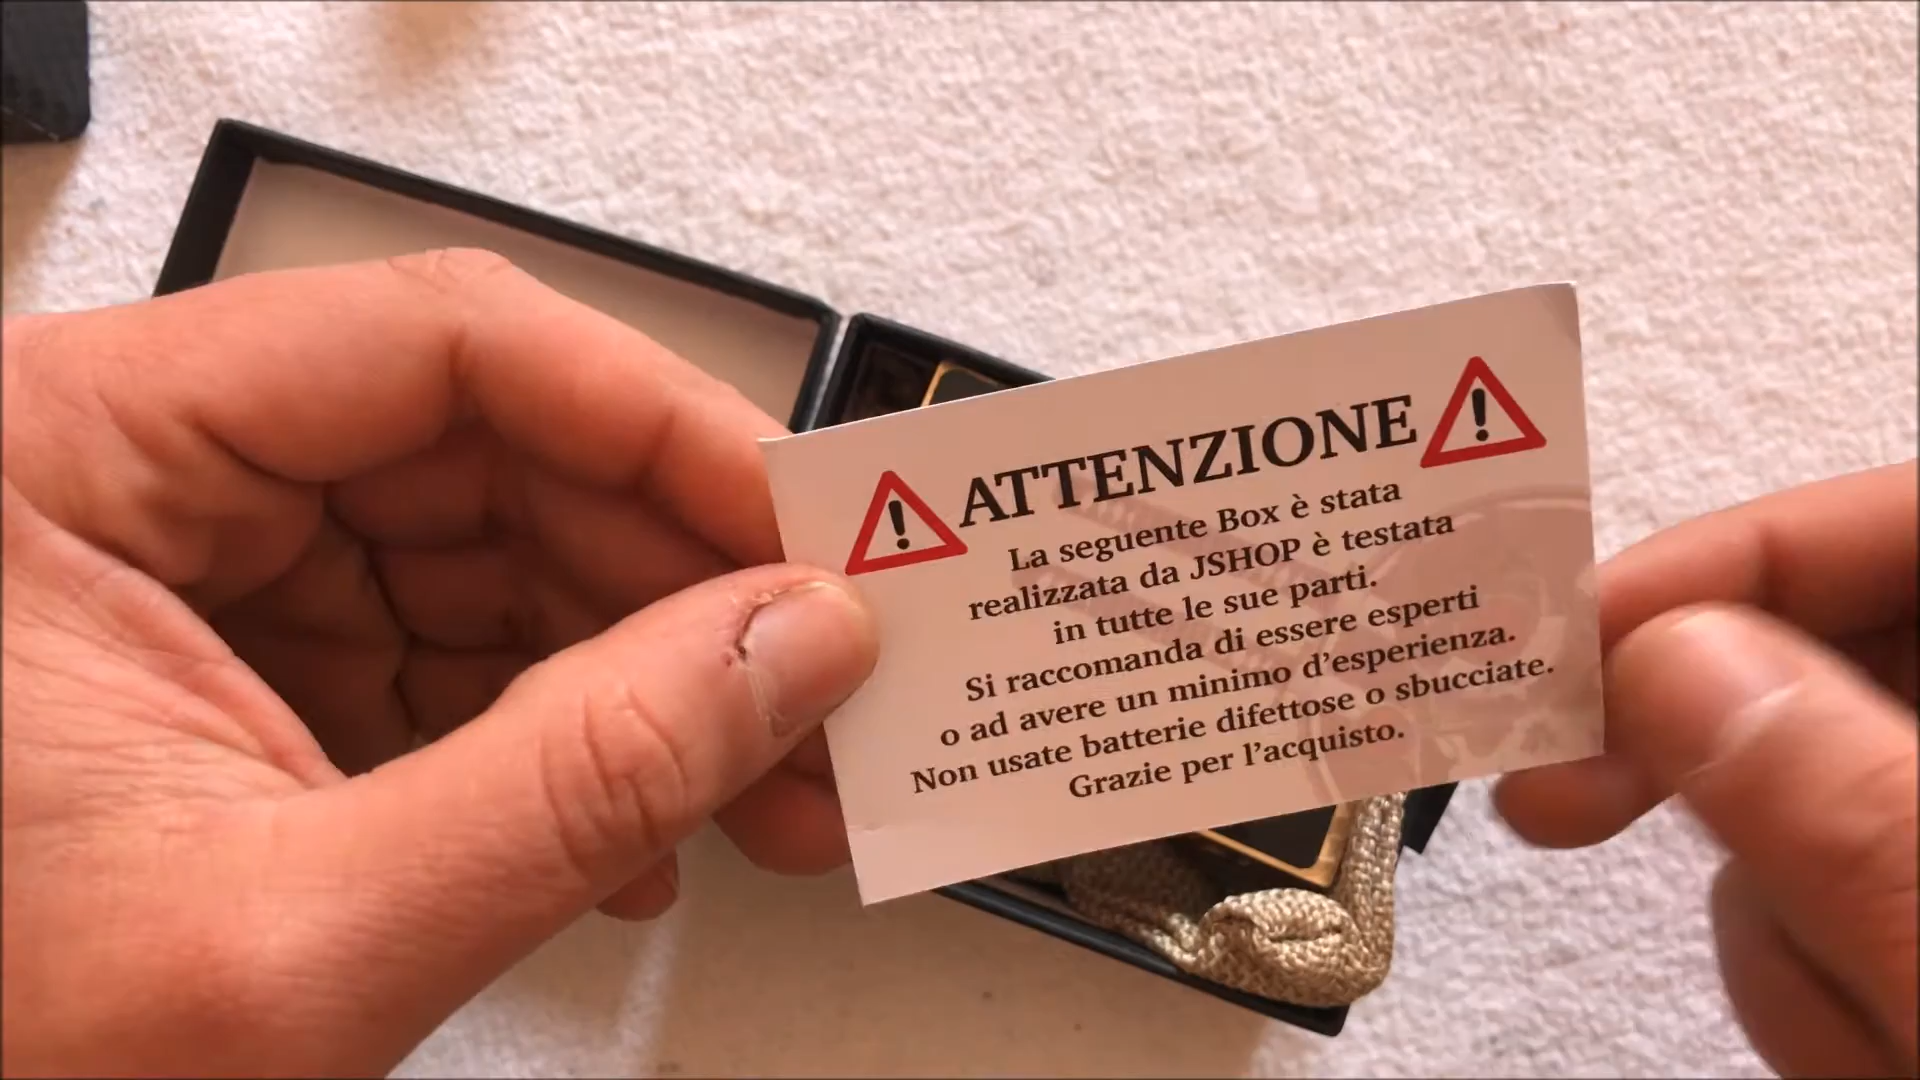 ATTENZIONE
La seguente Box è stata
realizzata da JSHOP è testata
in tutte le sue parti.
Si raccomanda di essere esperti
o ad avere un minimo d'esperienza.
Non usate batterie difettose o sbucciate.
Grazie per l'acquisto.